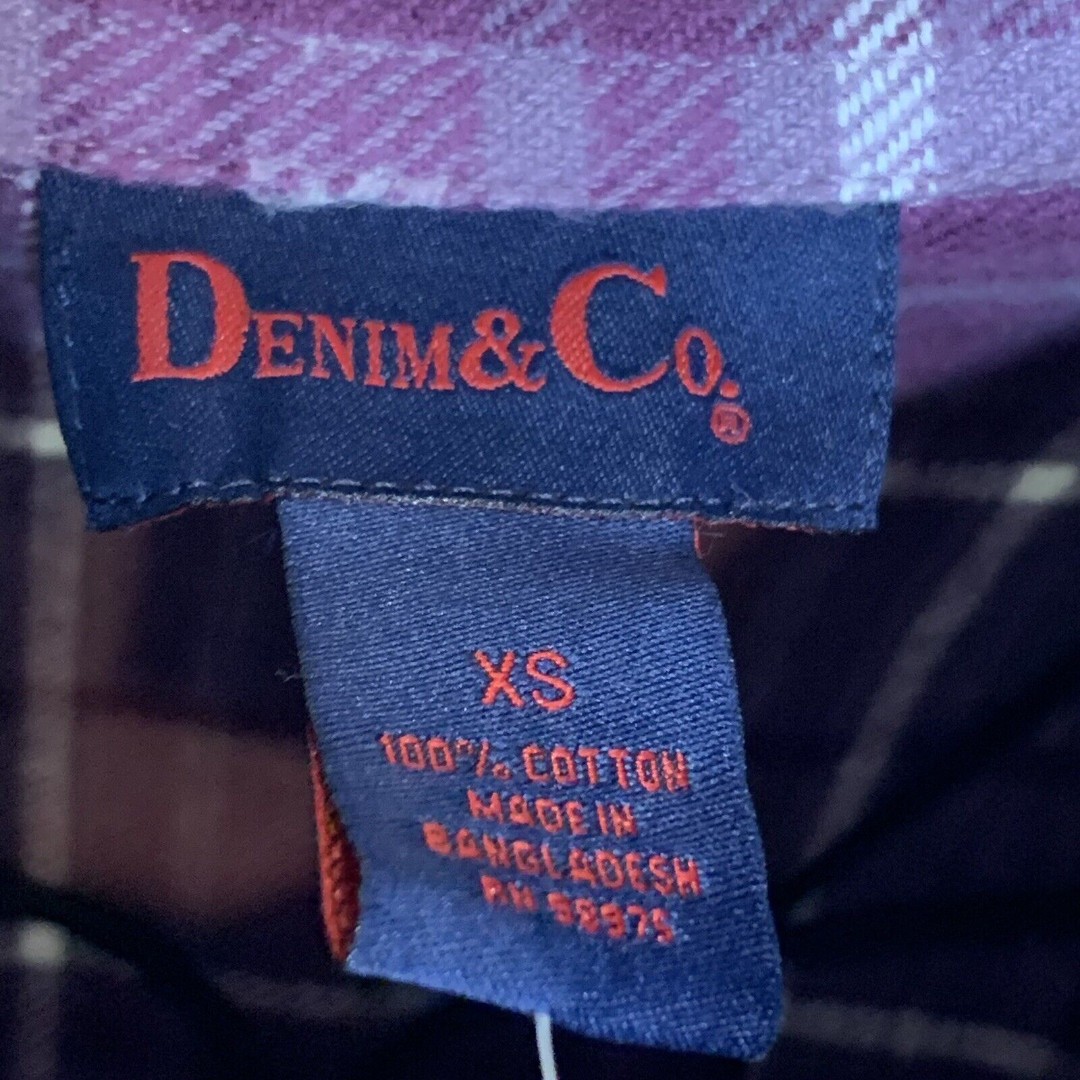 DENIM&CO.®
XS
100% COTTON
MADE IN
BANGLADESH
RN 98975